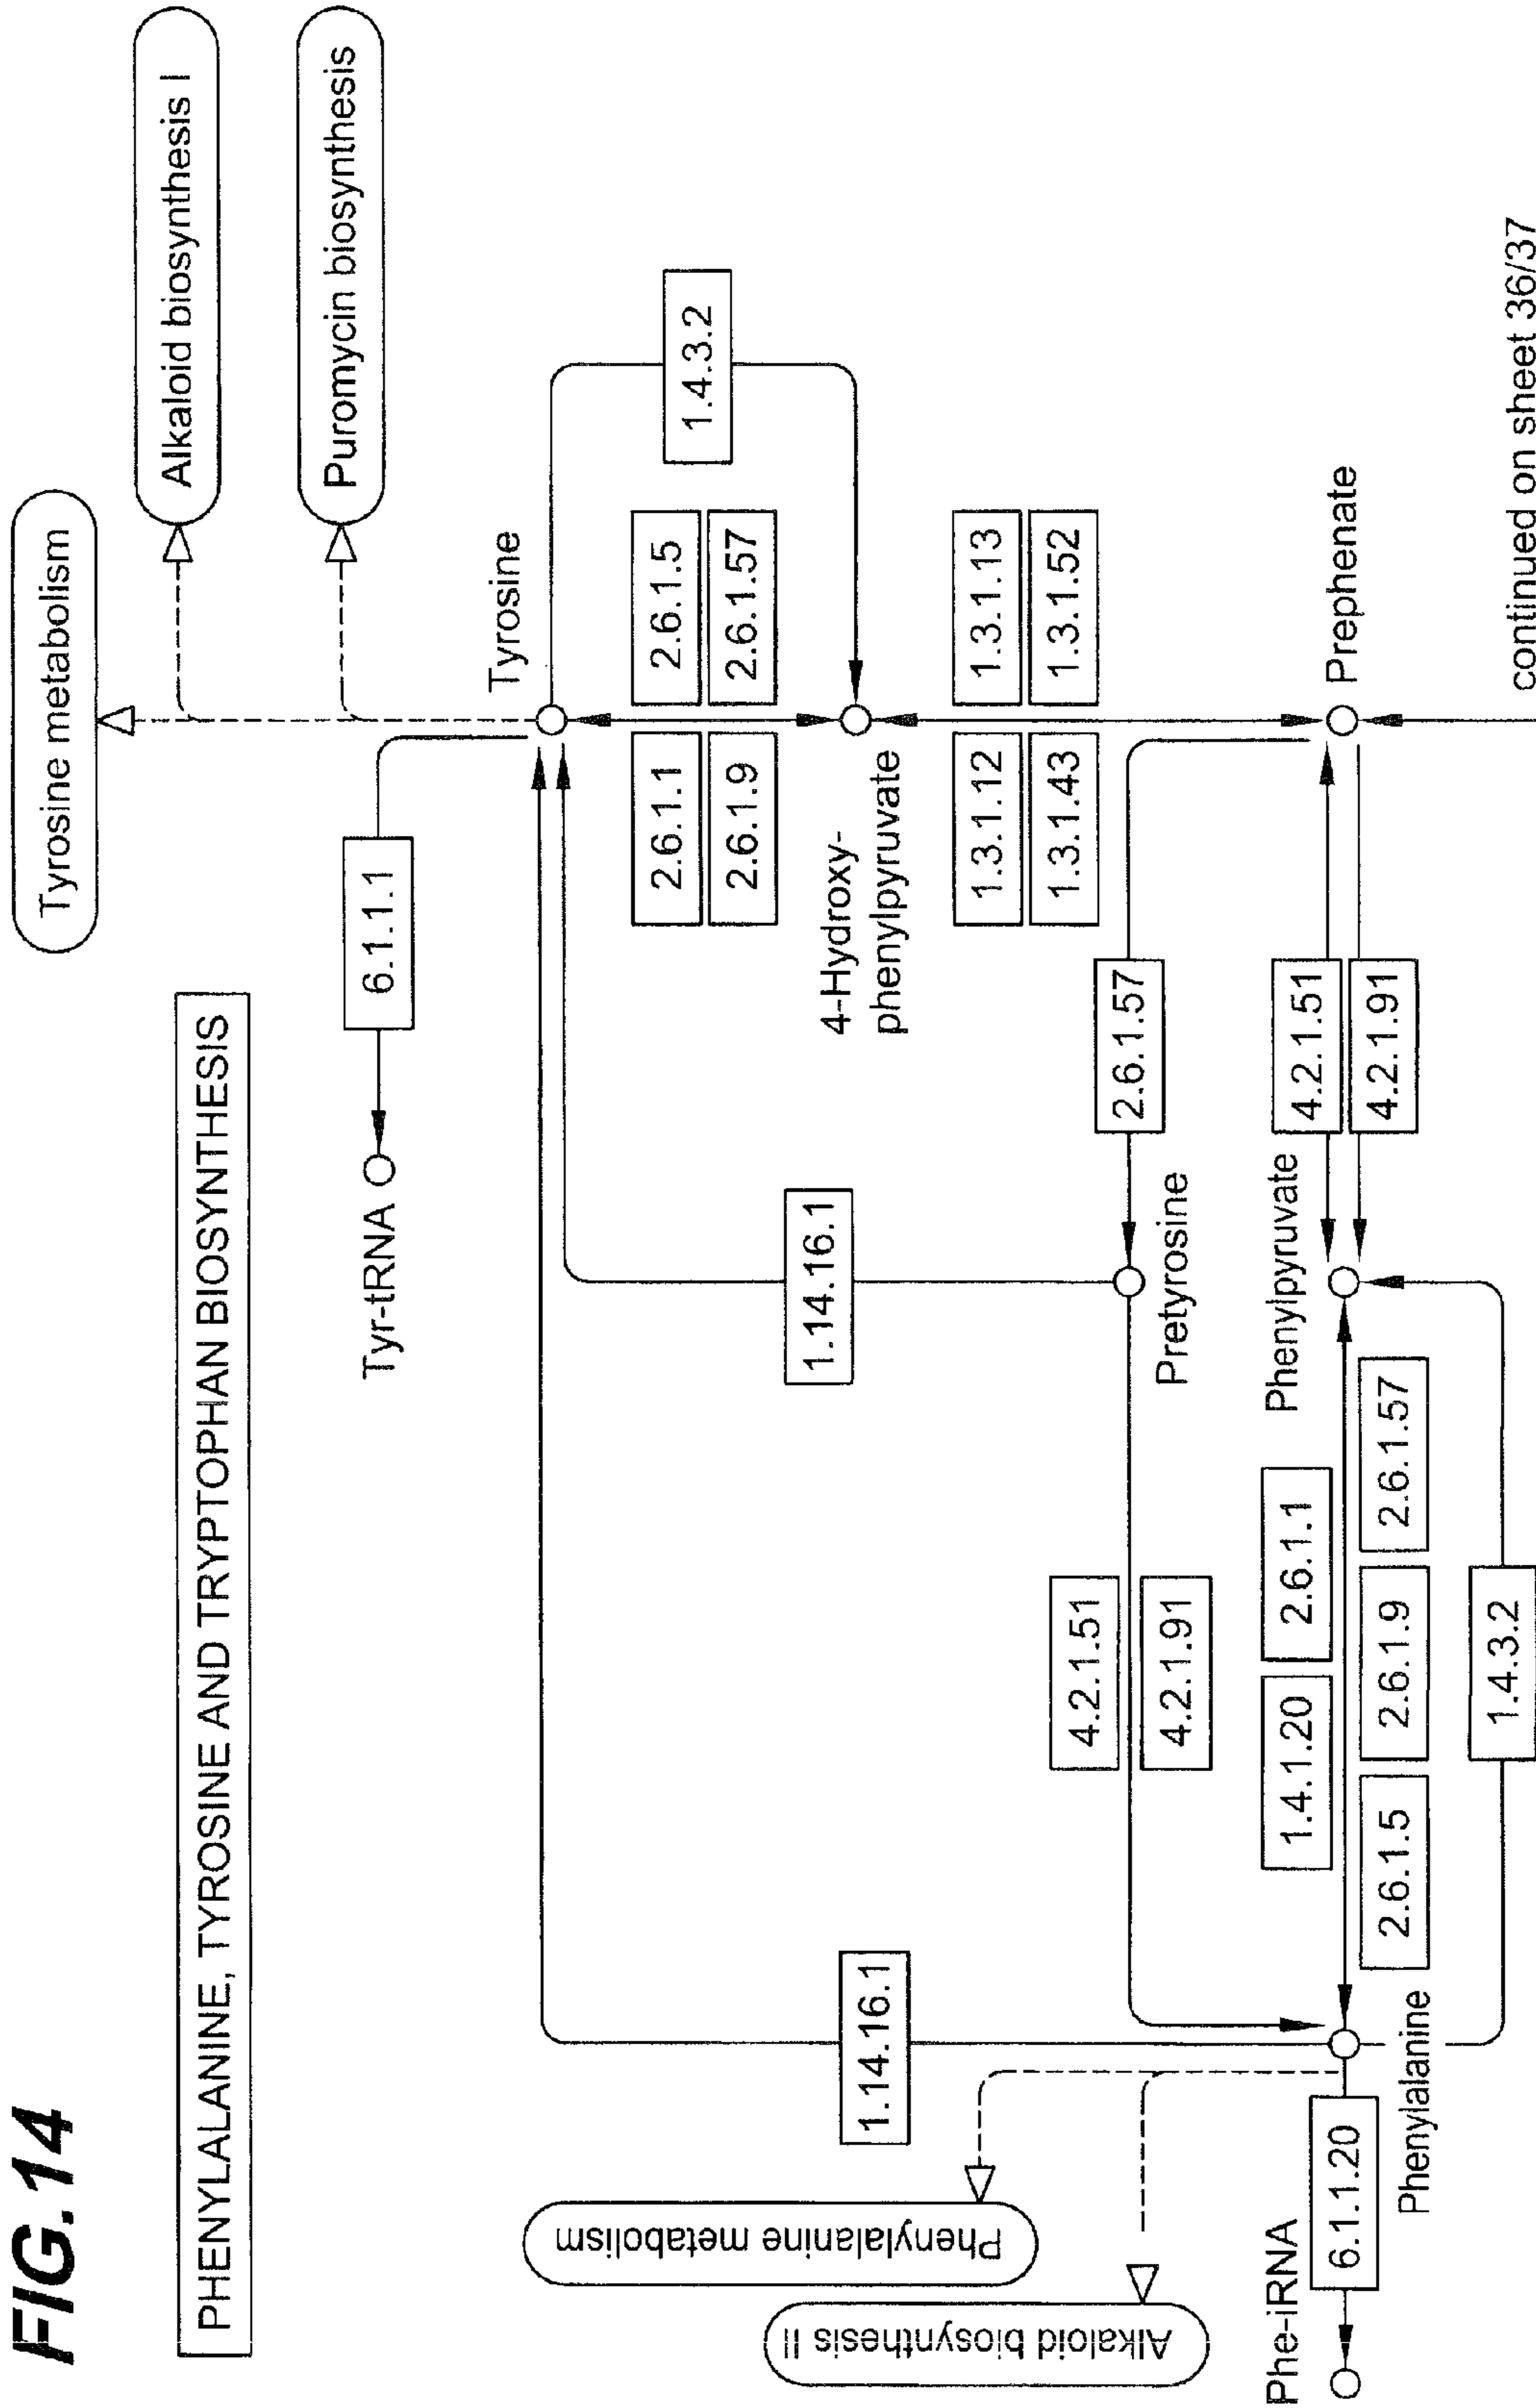 FIG.14
PHENYLALANINE, TYROSINE AND TRYPTOPHAN BIOSYNTHESIS
Tyrosine metabolism
Alkaloid biosynthesis I
Puromycin biosynthesis
6.1.1.1
Tyr-tRNA
Tyrosine
1.4.3.2
2.6.1.1
2.6.1.5
2.6.1.9
2.6.1.57
1.14.16.1
1.14.16.1
4-Hydroxy-
phenylpyruvate
1.3.1.12
1.3.1.13
1.3.1.43
1.3.1.52
Phenylalanine metabolism
Alkaloid biosynthesis II
4.2.1.51
4.2.1.91
2.6.1.57
Pretyrosine
Phenylpyruvate
4.2.1.51
4.2.1.91
Prephenate
1.4.1.20
2.6.1.1
2.6.1.5
2.6.1.9
2.6.1.57
Phe-iRNA
6.1.1.20
Phenylalanine
1.4.3.2
continued on sheet 36/37